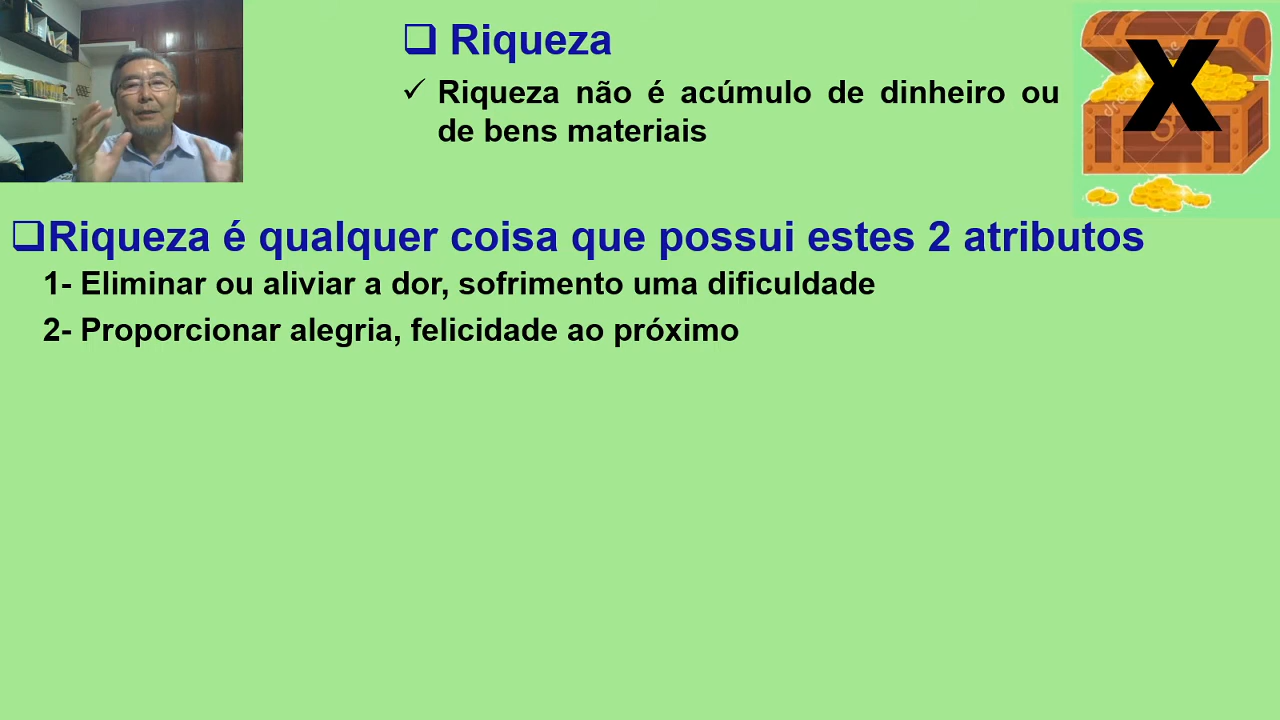 Riqueza
Riqueza não é acúmulo de dinheiro ou
de bens materiais
Riqueza é qualquer coisa que possui estes 2 atributos
1- Eliminar ou aliviar a dor, sofrimento uma dificuldade
2- Proporcionar alegria, felicidade ao próximo
X